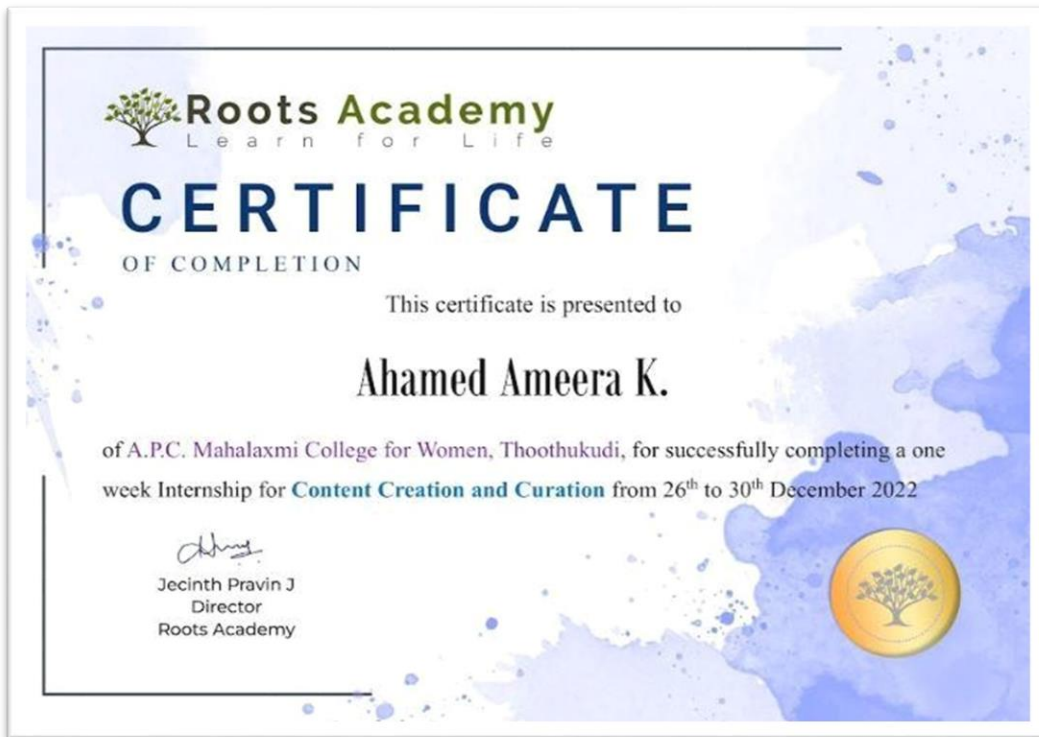 Roots Academy
Learn for Life
CERTIFICATE
OF COMPLETION
This certificate is presented to
Ahamed Ameera K.
of A.P.C. Mahalaxmi College for Women, Thoothukudi, for successfully completing a one
week Internship for Content Creation and Curation from 26th to 30th December 2022
Jecinth Pravin J
Director
Roots Academy